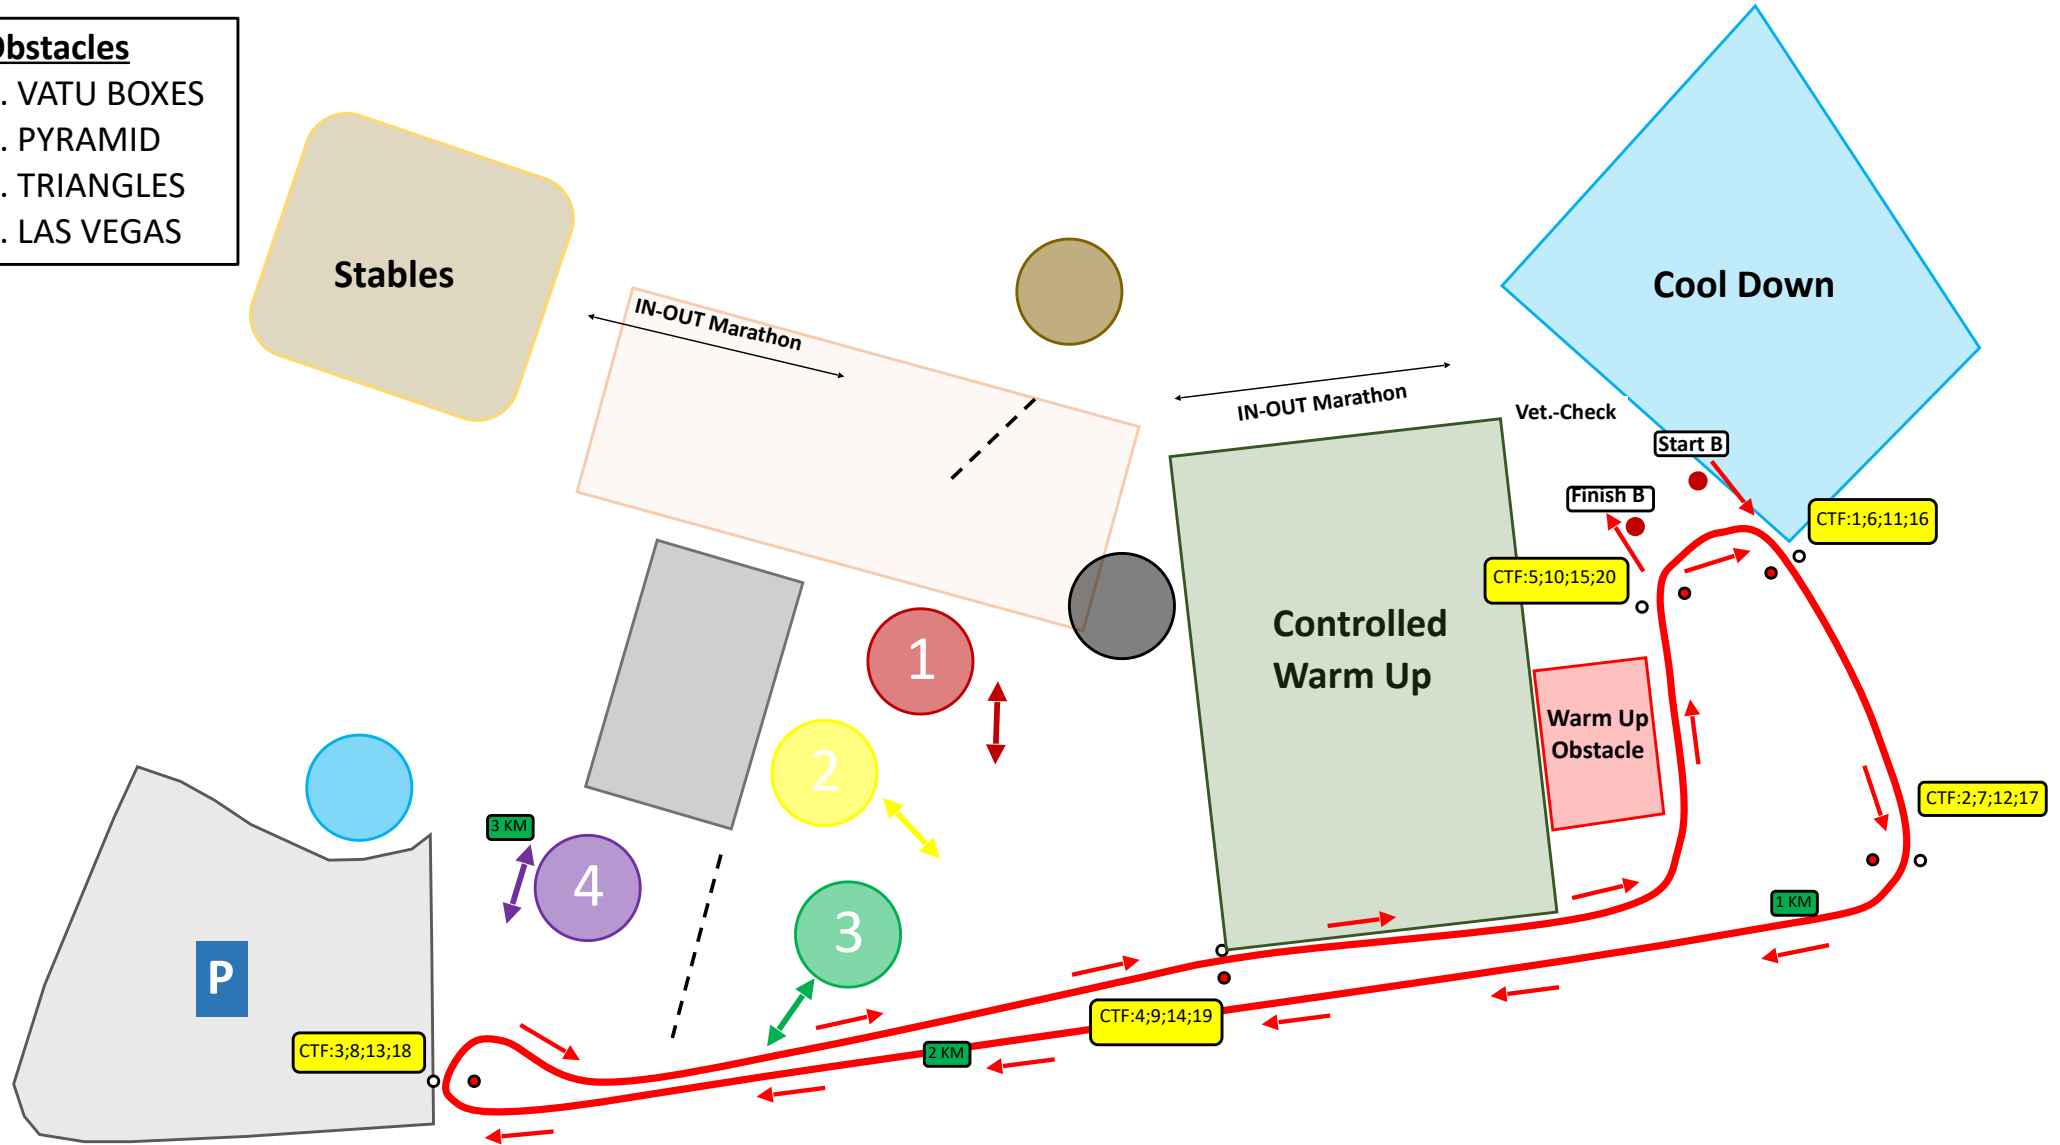 Obstacles
. VATU BOXES
. PYRAMID
. TRIANGLES
. LAS VEGAS
Stables
IN-OUT Marathon
IN-OUT Marathon
Cool Down
Vet.-Check
Start B
Finish B
CTF:1;6;11;16
CTF:5;10;15;20
Controlled
Warm Up
1
Warm Up
Obstacle
2
CTF:2;7;12;17
3 KM
4
3
1 KM
P
CTF:4;9;14;19
CTF:3;8;13;18
2 KM